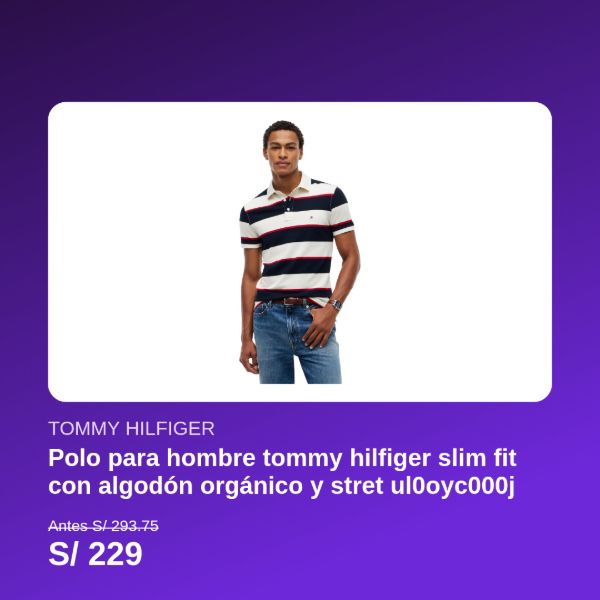 TOMMY HILFIGER
Polo para hombre tommy hilfiger slim fit
con algodón orgánico y stret ul0oyc000j
Antes S/ 293.75
S/ 229